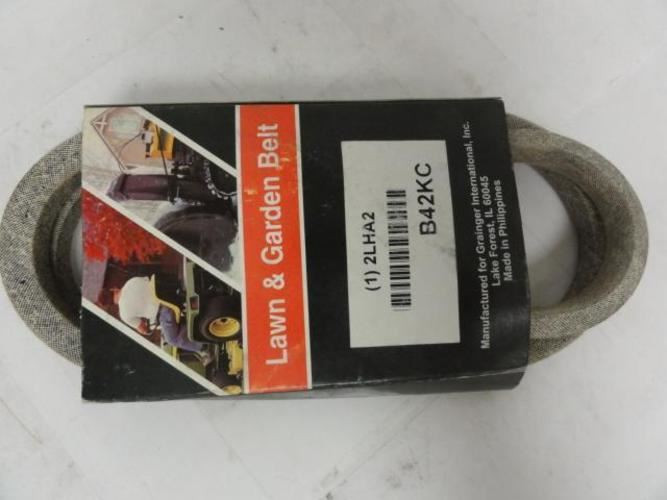 Lawn & Garden Belt
(1) 2LHA2
B42KC
Manufactured for Grainger International, Inc.
Lake Forest, IL 60045
Made in Philippines